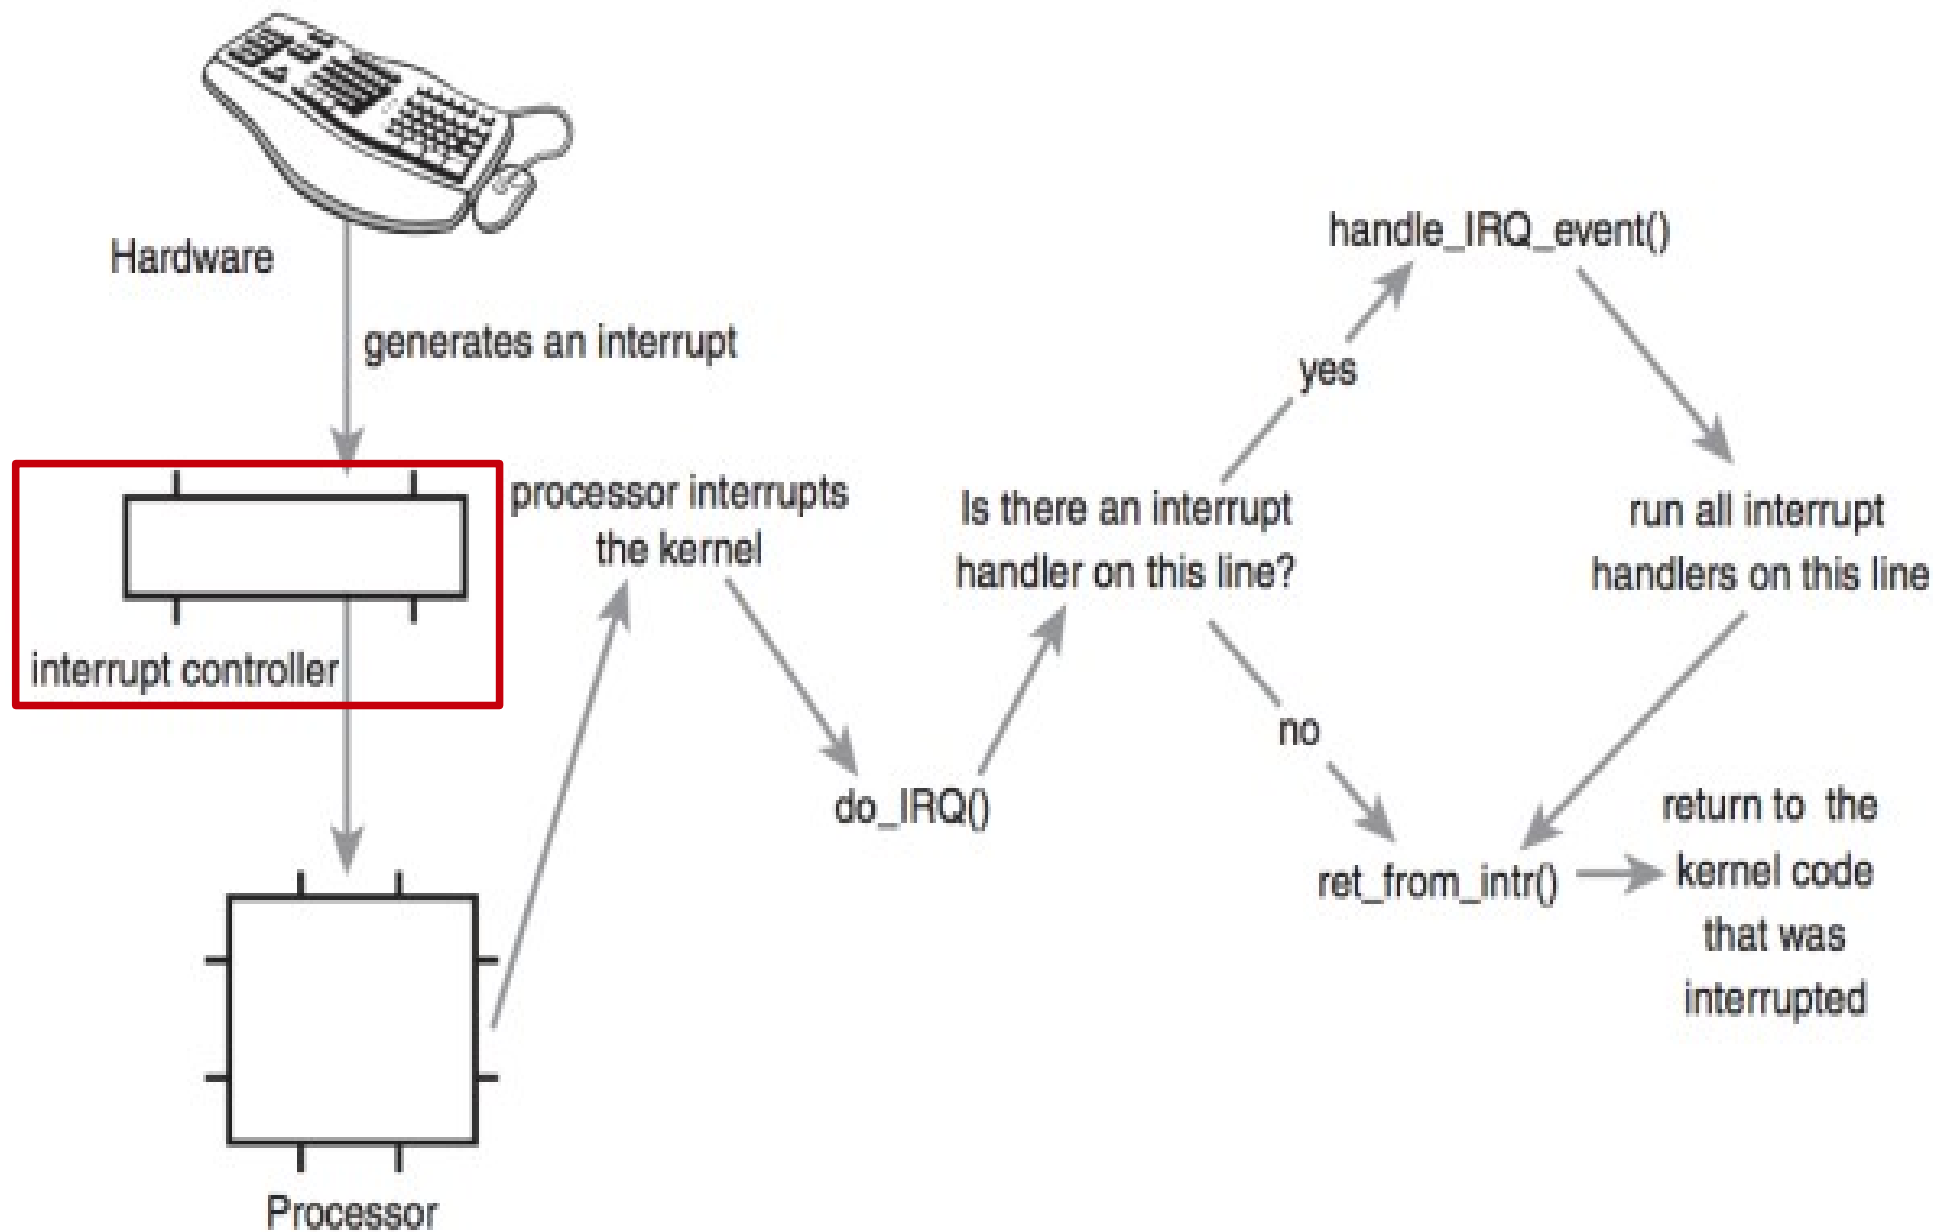 Hardware
generates an interrupt
interrupt controller
Processor
processor interrupts
the kernel
do_IRQ()
Is there an interrupt
handler on this line?
yes
no
handle_IRQ_event()
run all interrupt
handlers on this line
ret_from_intr()
return to the
kernel code
that was
interrupted